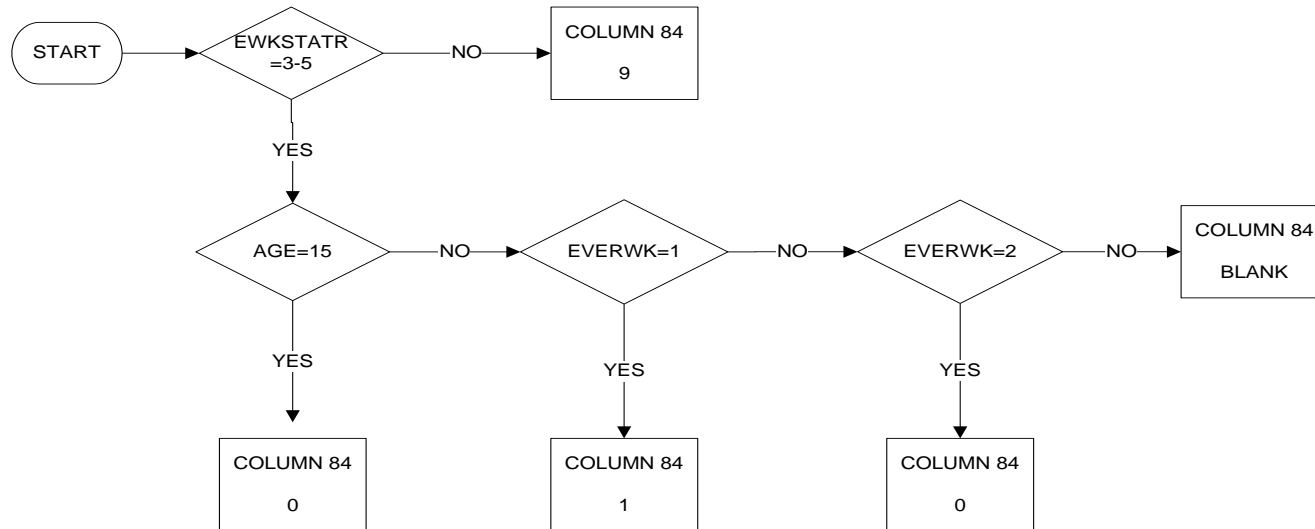 START
EWKSTATR
=3-5
NO
COLUMN 84
9
YES
AGE=15
NO
EVERWK=1
NO
EVERWK=2
NO
COLUMN 84
BLANK
YES
YES
YES
COLUMN 84
0
COLUMN 84
1
COLUMN 84
0